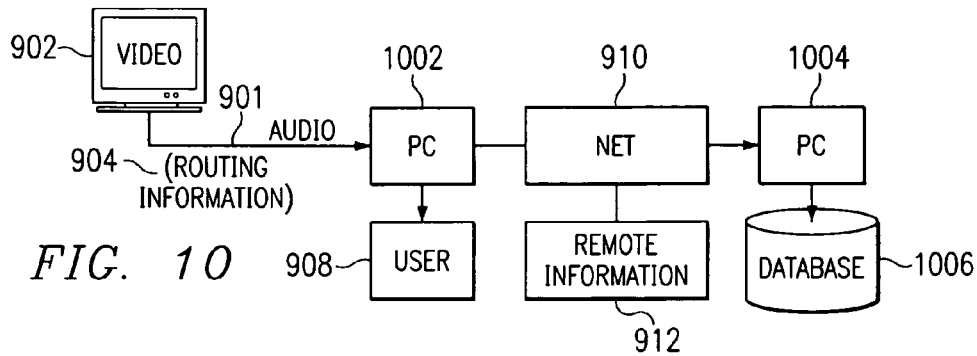 902
VIDEO
901
AUDIO
904
(ROUTING
INFORMATION)
1002
PC
910
NET
1004
PC
908
USER
REMOTE
INFORMATION
912
DATABASE
1006
FIG. 10